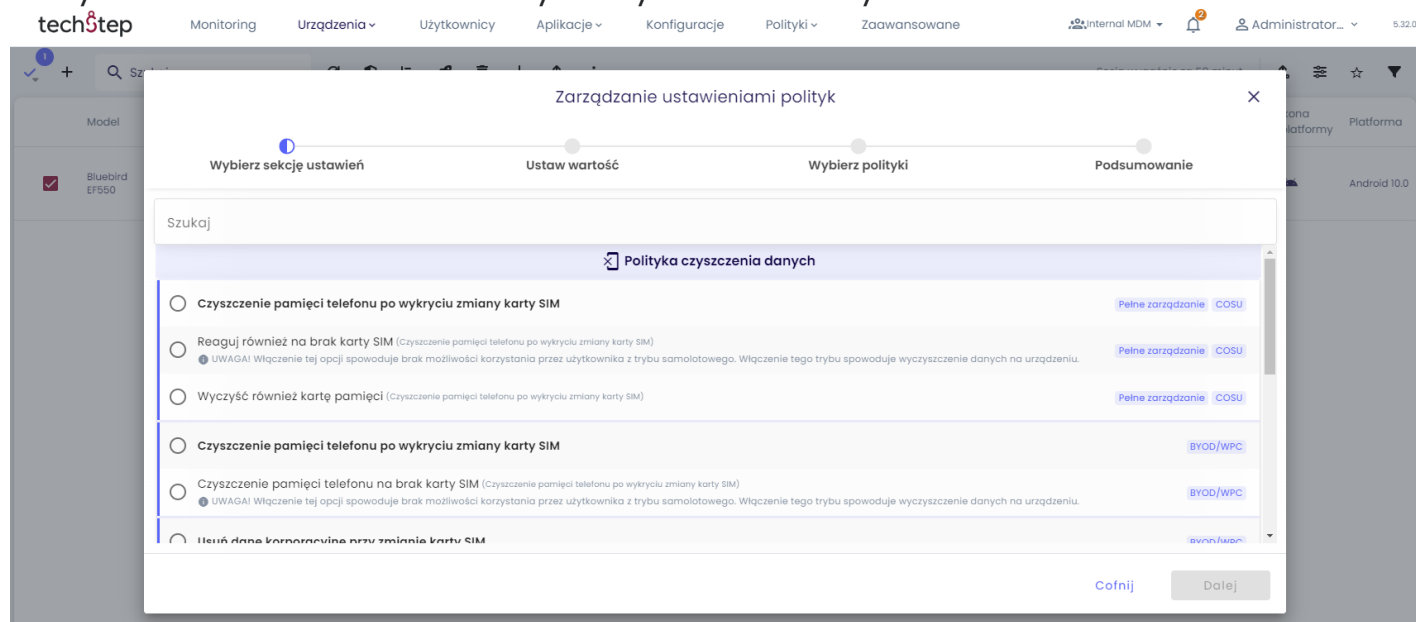 techstep
Monitoring
Urządzenia
Użytkownicy
Aplikacje
Konfiguracje
Polityki
Zaawansowane
Internal MDM
2
Administrator...
5.32.0
1
Zarządzanie ustawieniami polityk
Model
Platforma
Wybierz sekcję ustawień
Ustaw wartość
Wybierz polityki
Podsumowanie
Bluebird
EF550
Android 10.0
Szukaj
Polityka czyszczenia danych
Czyszczenie pamięci telefonu po wykryciu zmiany karty SIM
Pełne zarządzanie COSU
Reaguj również na brak karty SIM (Czyszczenie pamięci telefonu po wykryciu zmiany karty SIM)
UWAGA! Włączenie tej opcji spowoduje brak możliwości korzystania przez użytkownika z trybu samolotowego. Włączenie tego trybu spowoduje wyczyszczenie danych na urządzeniu.
Pełne zarządzanie COSU
Wyczyść również kartę pamięci (Czyszczenie pamięci telefonu po wykryciu zmiany karty SIM)
Pełne zarządzanie COSU
Czyszczenie pamięci telefonu po wykryciu zmiany karty SIM
BYOD/WPC
Czyszczenie pamięci telefonu na brak karty SIM (Czyszczenie pamięci telefonu po wykryciu zmiany karty SIM)
UWAGA! Włączenie tej opcji spowoduje brak możliwości korzystania przez użytkownika z trybu samolotowego. Włączenie tego trybu spowoduje wyczyszczenie danych na urządzeniu.
BYOD/WPC
Usuń dane korporacyjne przy zmianie karty SIM
BYOD/WPC
Cofnij
Dalej